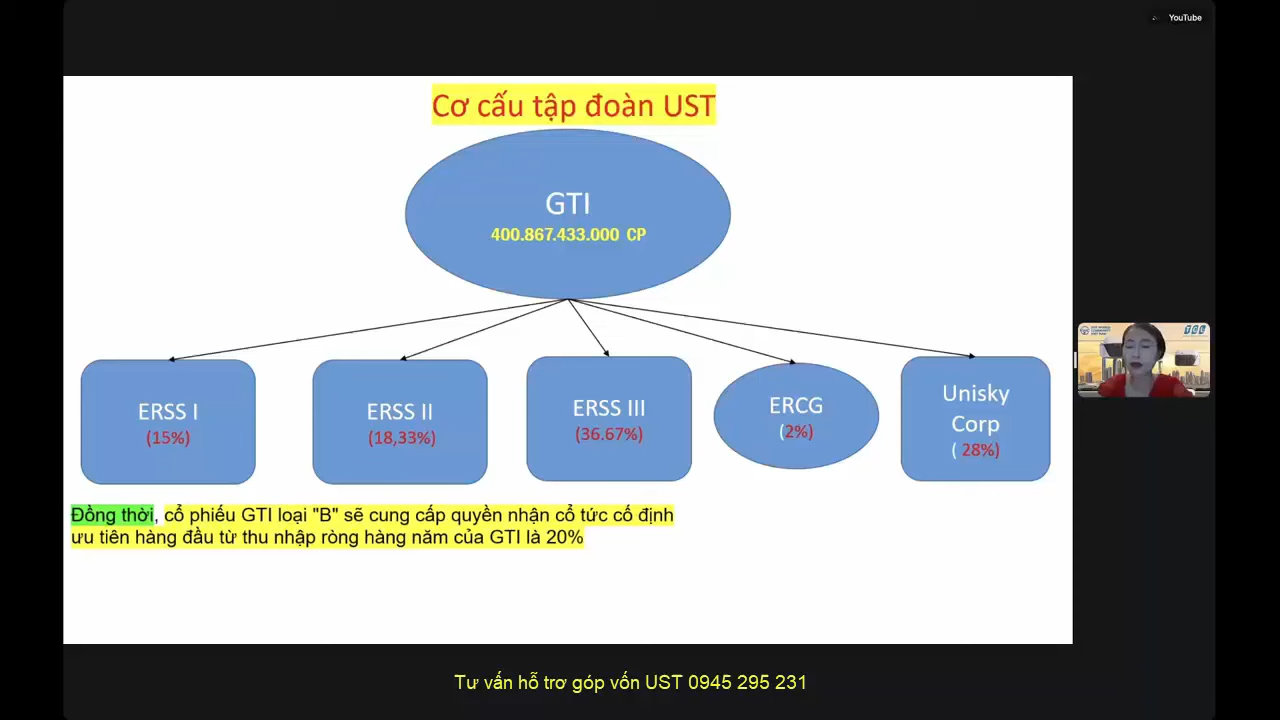 YouTube
Cơ cấu tập đoàn UST
GTI
400.867.433.000 CP
ERSS I
(15%)
ERSS II
(18,33%)
ERSS III
(36.67%)
ERCG
(2%)
Unisky
Corp
( 28%)
Đồng thời, cổ phiếu GTI loại "B" sẽ cung cấp quyền nhận cổ tức cố định
ưu tiên hàng đầu từ thu nhập ròng hàng năm của GTI là 20%
Tư vấn hỗ trơ góp vốn UST 0945 295 231